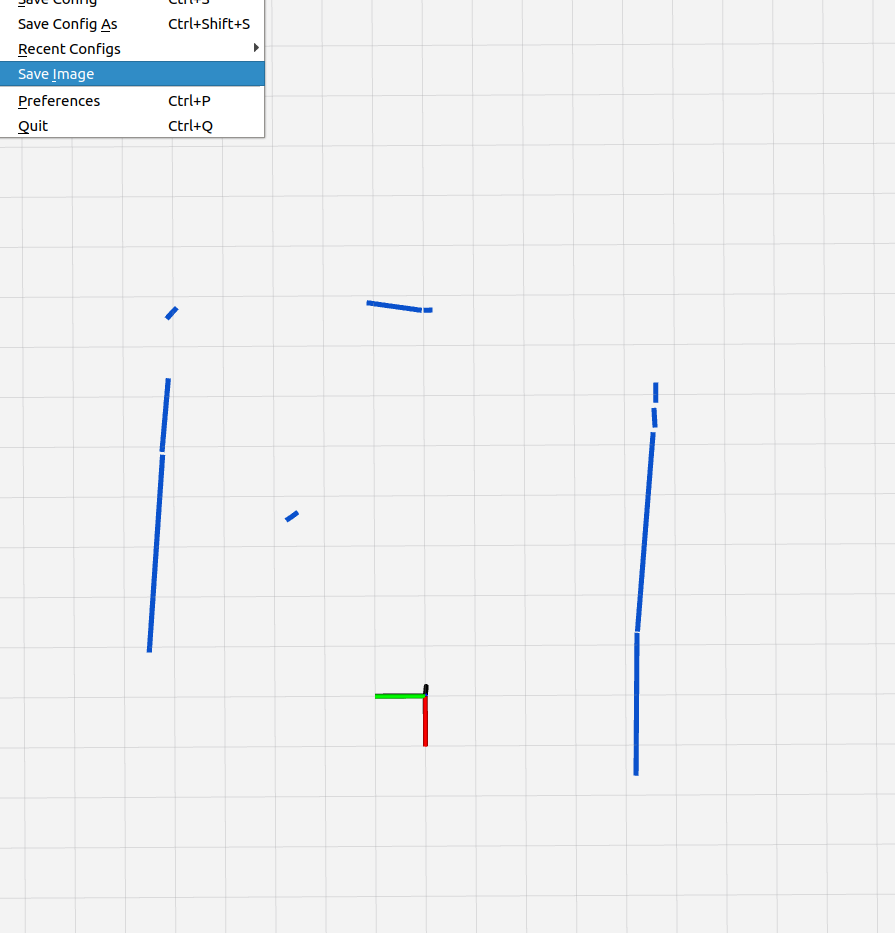 Save Config Ctrl+S
Save Config As Ctrl+Shift+S
Recent Configs
Save Image
Preferences Ctrl+P
Quit Ctrl+Q